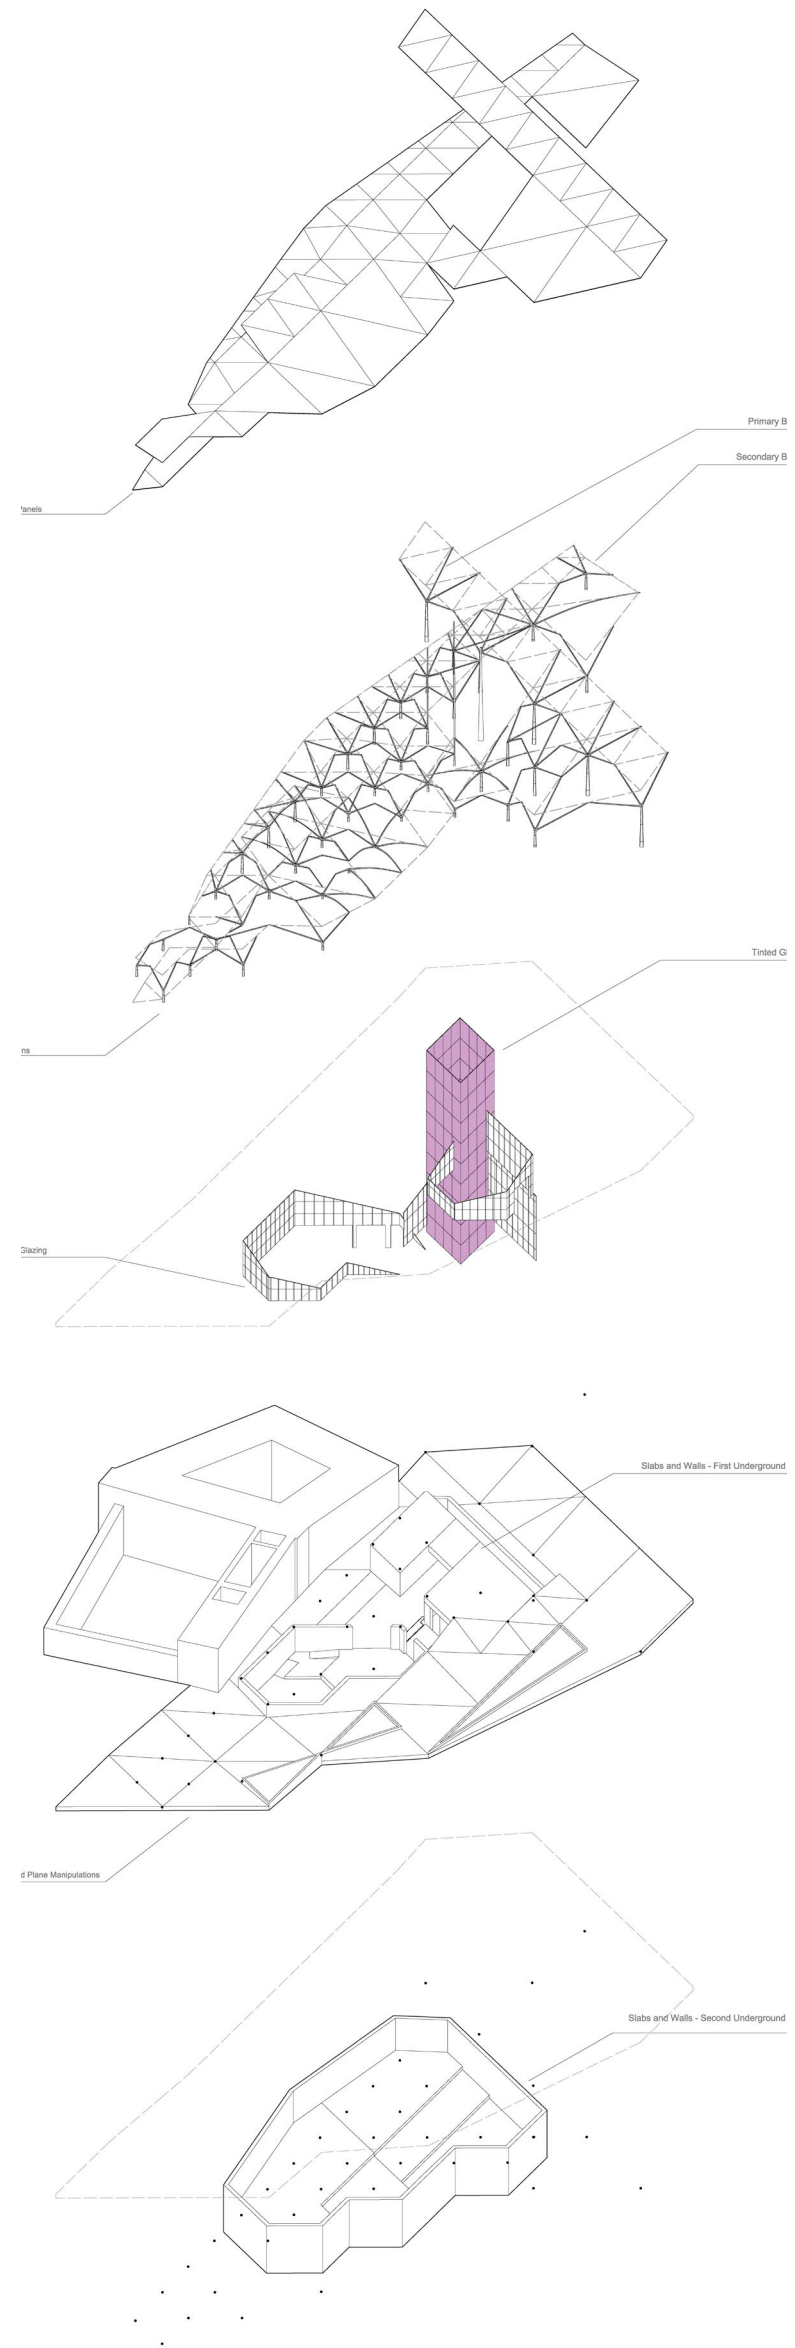 Primary B
Secondary B
Panels
Tinted Gl
ns
Glazing
Slabs and Walls - First Underground
d Plane Manipulations
Slabs and Walls - Second Underground